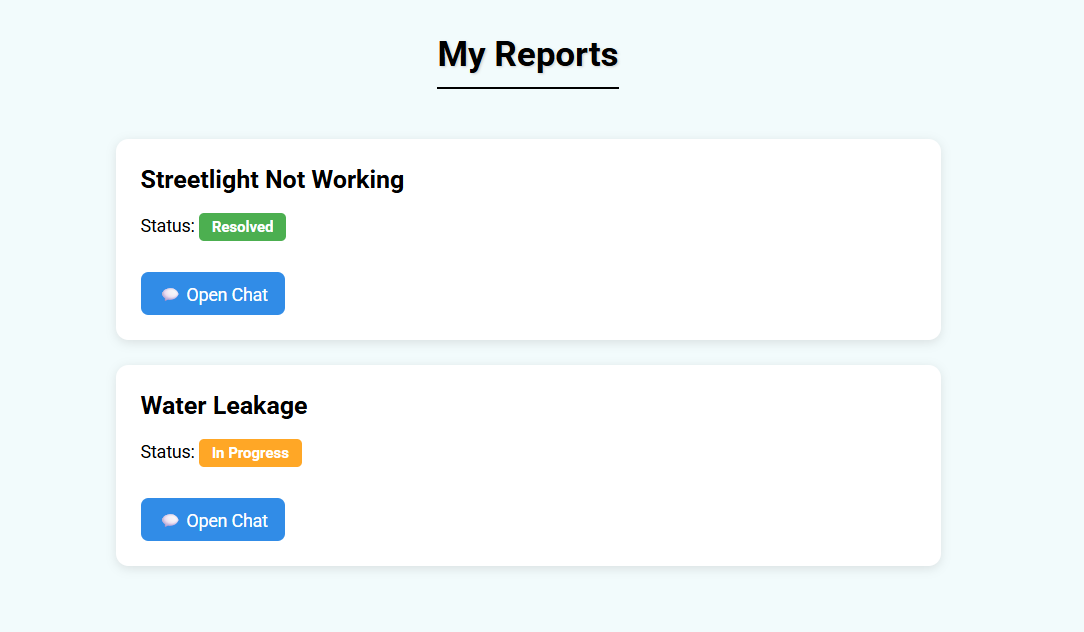 My Reports
Streetlight Not Working
Status: Resolved
Open Chat
Water Leakage
Status: In Progress
Open Chat